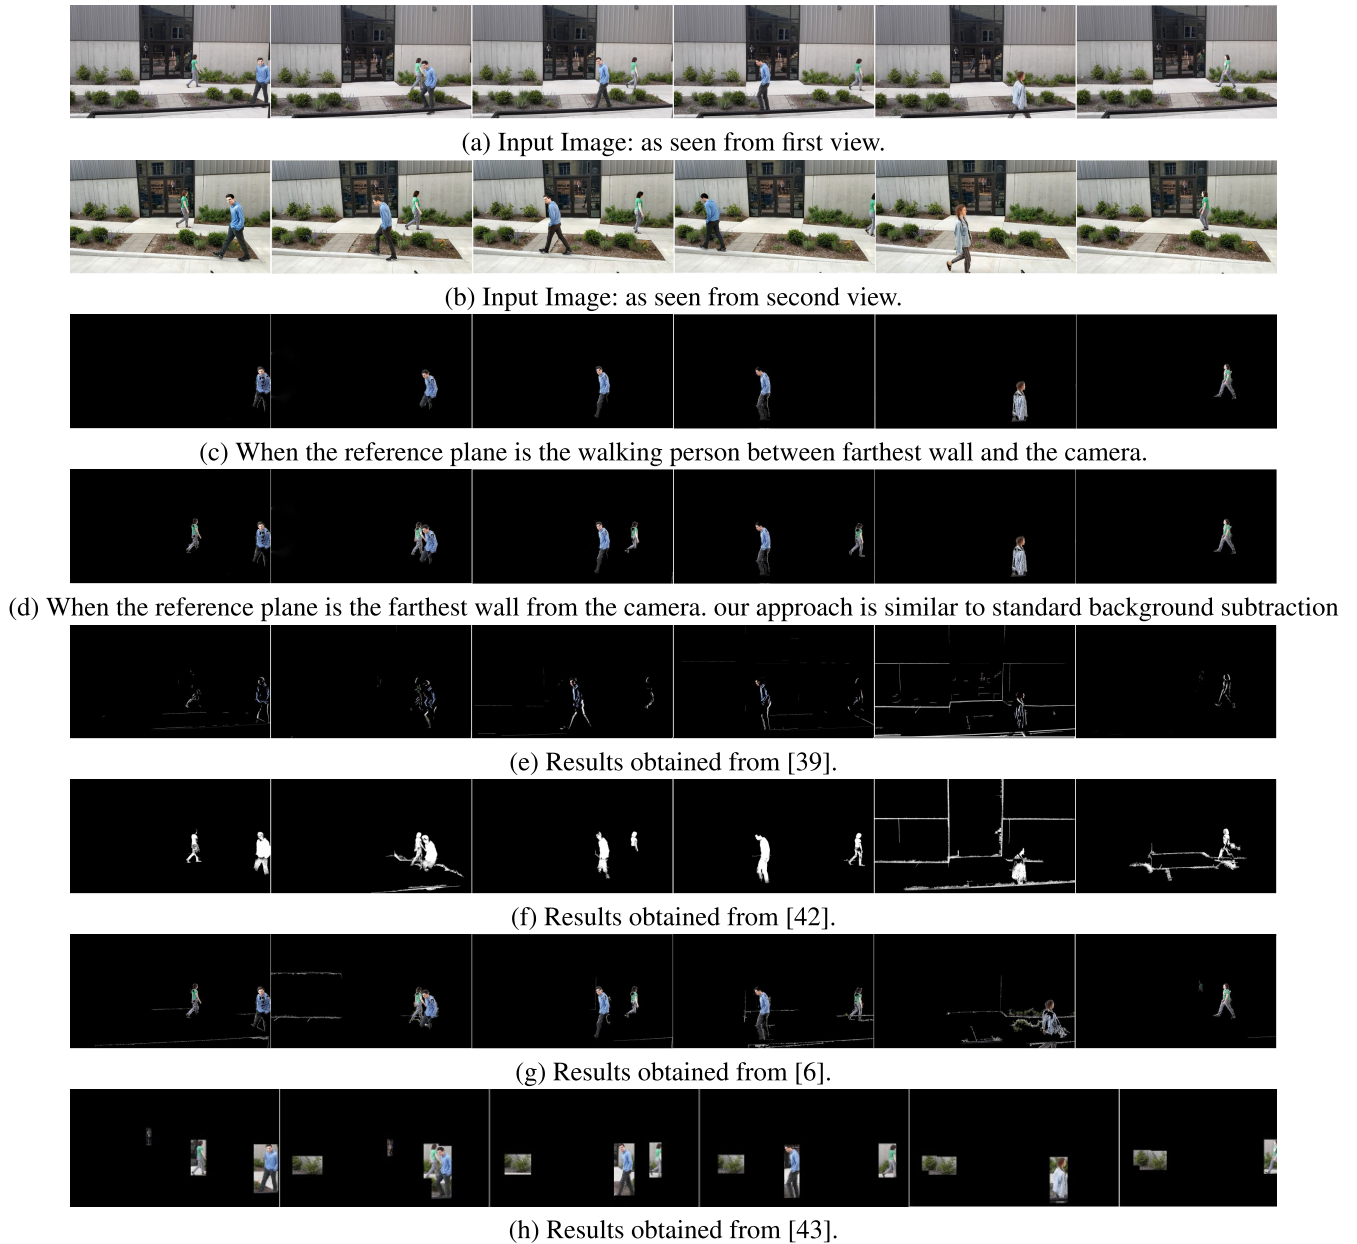 (a) Input Image: as seen from first view.
(b) Input Image: as seen from second view.
(c) When the reference plane is the walking person between farthest wall and the camera.
(d) When the reference plane is the farthest wall from the camera. our approach is similar to standard background subtraction
(e) Results obtained from [39].
(f) Results obtained from [42].
(g) Results obtained from [6].
(h) Results obtained from [43].